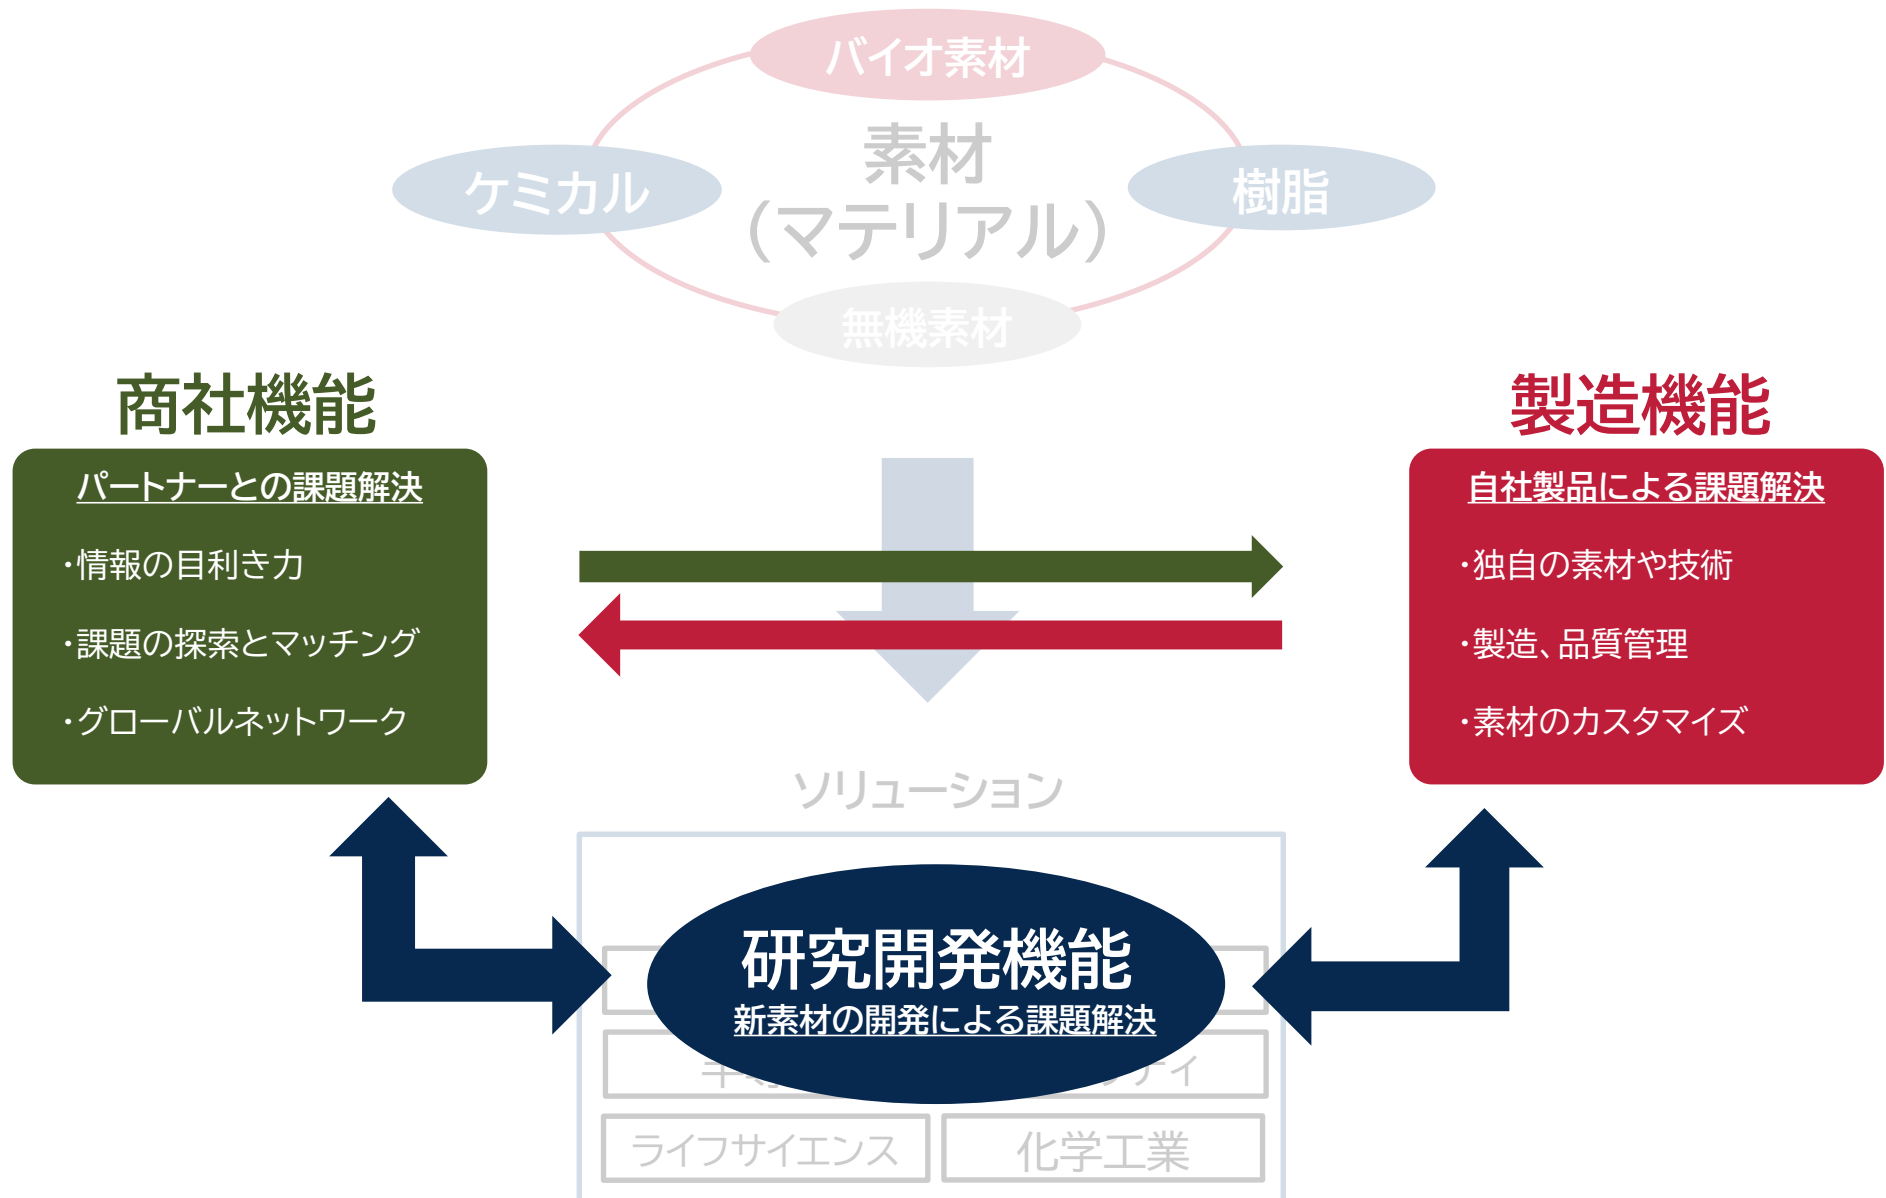 バイオ素材
素材
(マテリアル)
ケミカル
樹脂
無機素材
商社機能
パートナーとの課題解決
・情報の目利き力
・課題の探索とマッチング
・グローバルネットワーク
製造機能
自社製品による課題解決
・独自の素材や技術
・製造、品質管理
・素材のカスタマイズ
ソリューション
研究開発機能
新素材の開発による課題解決
ライフサイエンス
化学工業